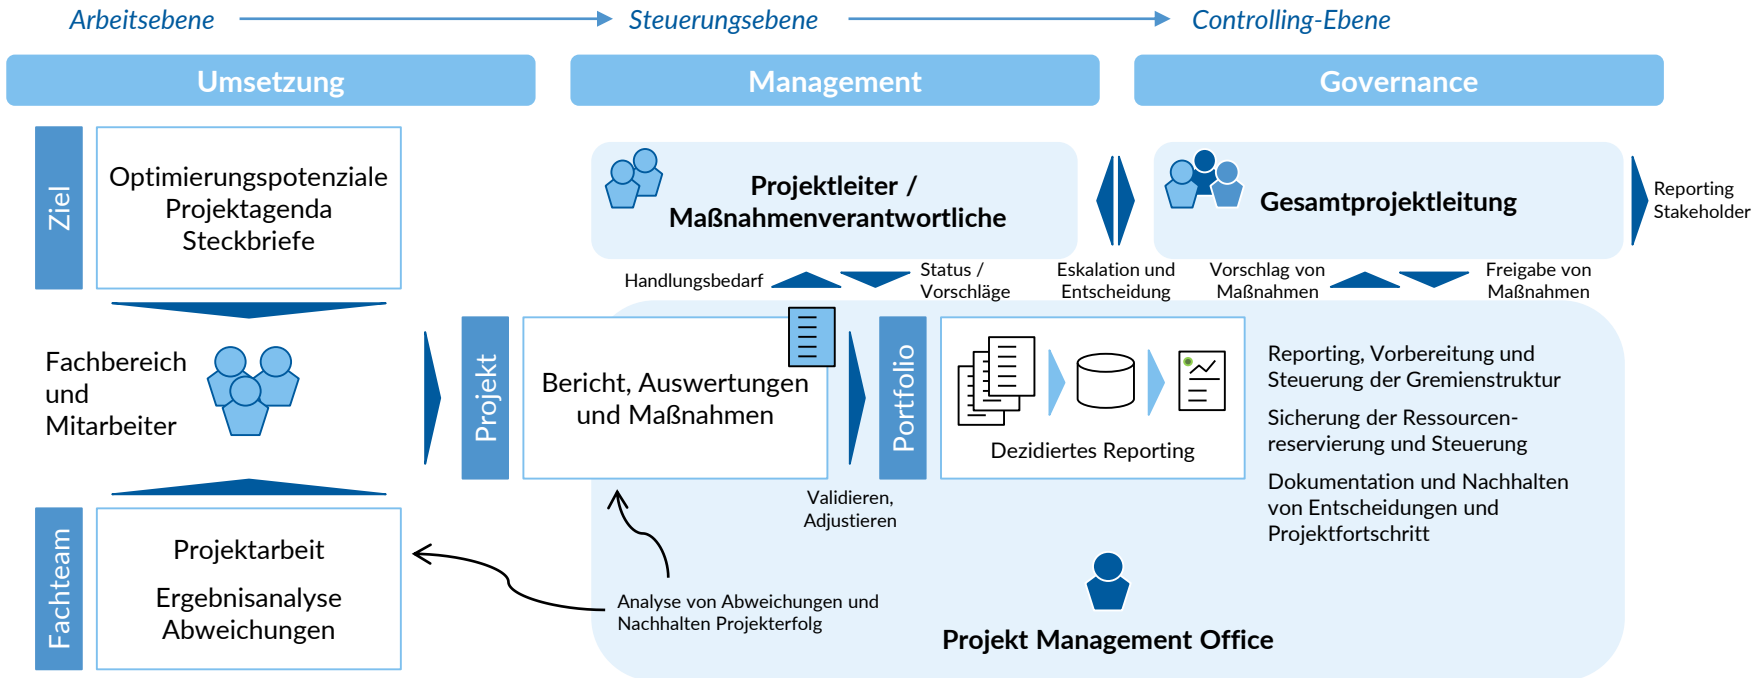 Arbeitsebene
Steuerungsebene
Controlling-Ebene
Umsetzung
Management
Governance
Ziel
Optimierungspotenziale
Projektagenda
Steckbriefe
Projektleiter /
Maßnahmenverantwortliche
Gesamtprojektleitung
Reporting
Stakeholder
Handlungsbedarf
Status /
Vorschläge
Eskalation und
Entscheidung
Vorschlag von
Maßnahmen
Freigabe von
Maßnahmen
Fachbereich
und
Mitarbeiter
Projekt
Bericht, Auswertungen
und Maßnahmen
Portfolio
Dezidiertes Reporting
Reporting, Vorbereitung und
Steuerung der Gremienstruktur
Sicherung der Ressourcen-
reservierung und Steuerung
Dokumentation und Nachhalten
von Entscheidungen und
Projektfortschritt
Validieren,
Adjustieren
Fachteam
Projektarbeit
Ergebnisanalyse
Abweichungen
Analyse von Abweichungen und
Nachhalten Projekterfolg
Projekt Management Office